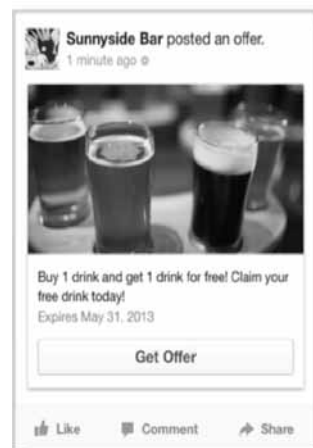 Sunnyside Bar posted an offer.
1 minute ago
Buy 1 drink and get 1 drink for free! Claim your
free drink today!
Expires May 31, 2013
Get Offer
Like Comment Share